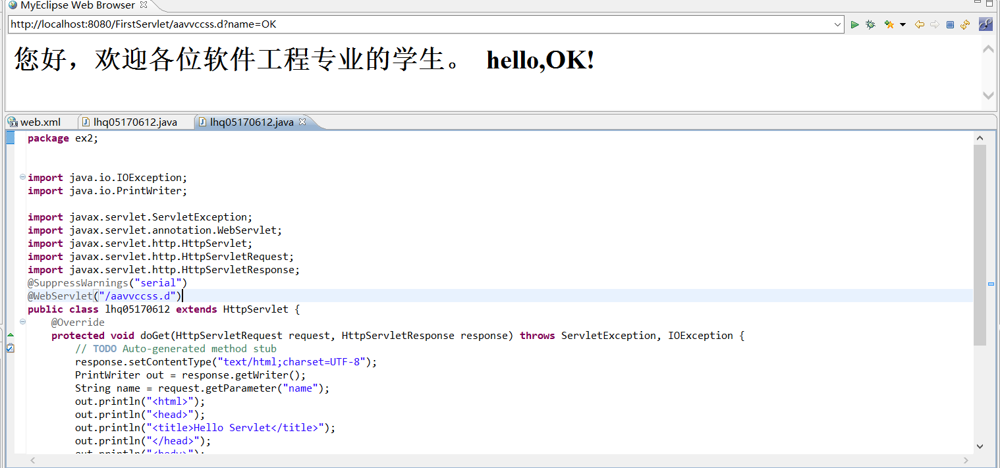 MyEclipse Web Browser
http://localhost:8080/FirstServlet/aavvccss.d?name=OK
您好，欢迎各位软件工程专业的学生。 hello,OK!
web.xml lhq05170612.java lhq05170612.java
package ex2;
import java.io.IOException;
import java.io.PrintWriter;
import javax.servlet.ServletException;
import javax.servlet.annotation.WebServlet;
import javax.servlet.http.HttpServlet;
import javax.servlet.http.HttpServletRequest;
import javax.servlet.http.HttpServletResponse;
@SuppressWarnings("serial")
@WebServlet("/aavvccss.d")
public class lhq05170612 extends HttpServlet {
@Override
protected void doGet(HttpServletRequest request, HttpServletResponse response) throws ServletException, IOException {
// TODO Auto-generated method stub
response.setContentType("text/html;charset=UTF-8");
PrintWriter out = response.getWriter();
String name = request.getParameter("name");
out.println("<html>");
out.println("<head>");
out.println("<title>Hello Servlet</title>");
out.println("</head>");
out.println("<body>");